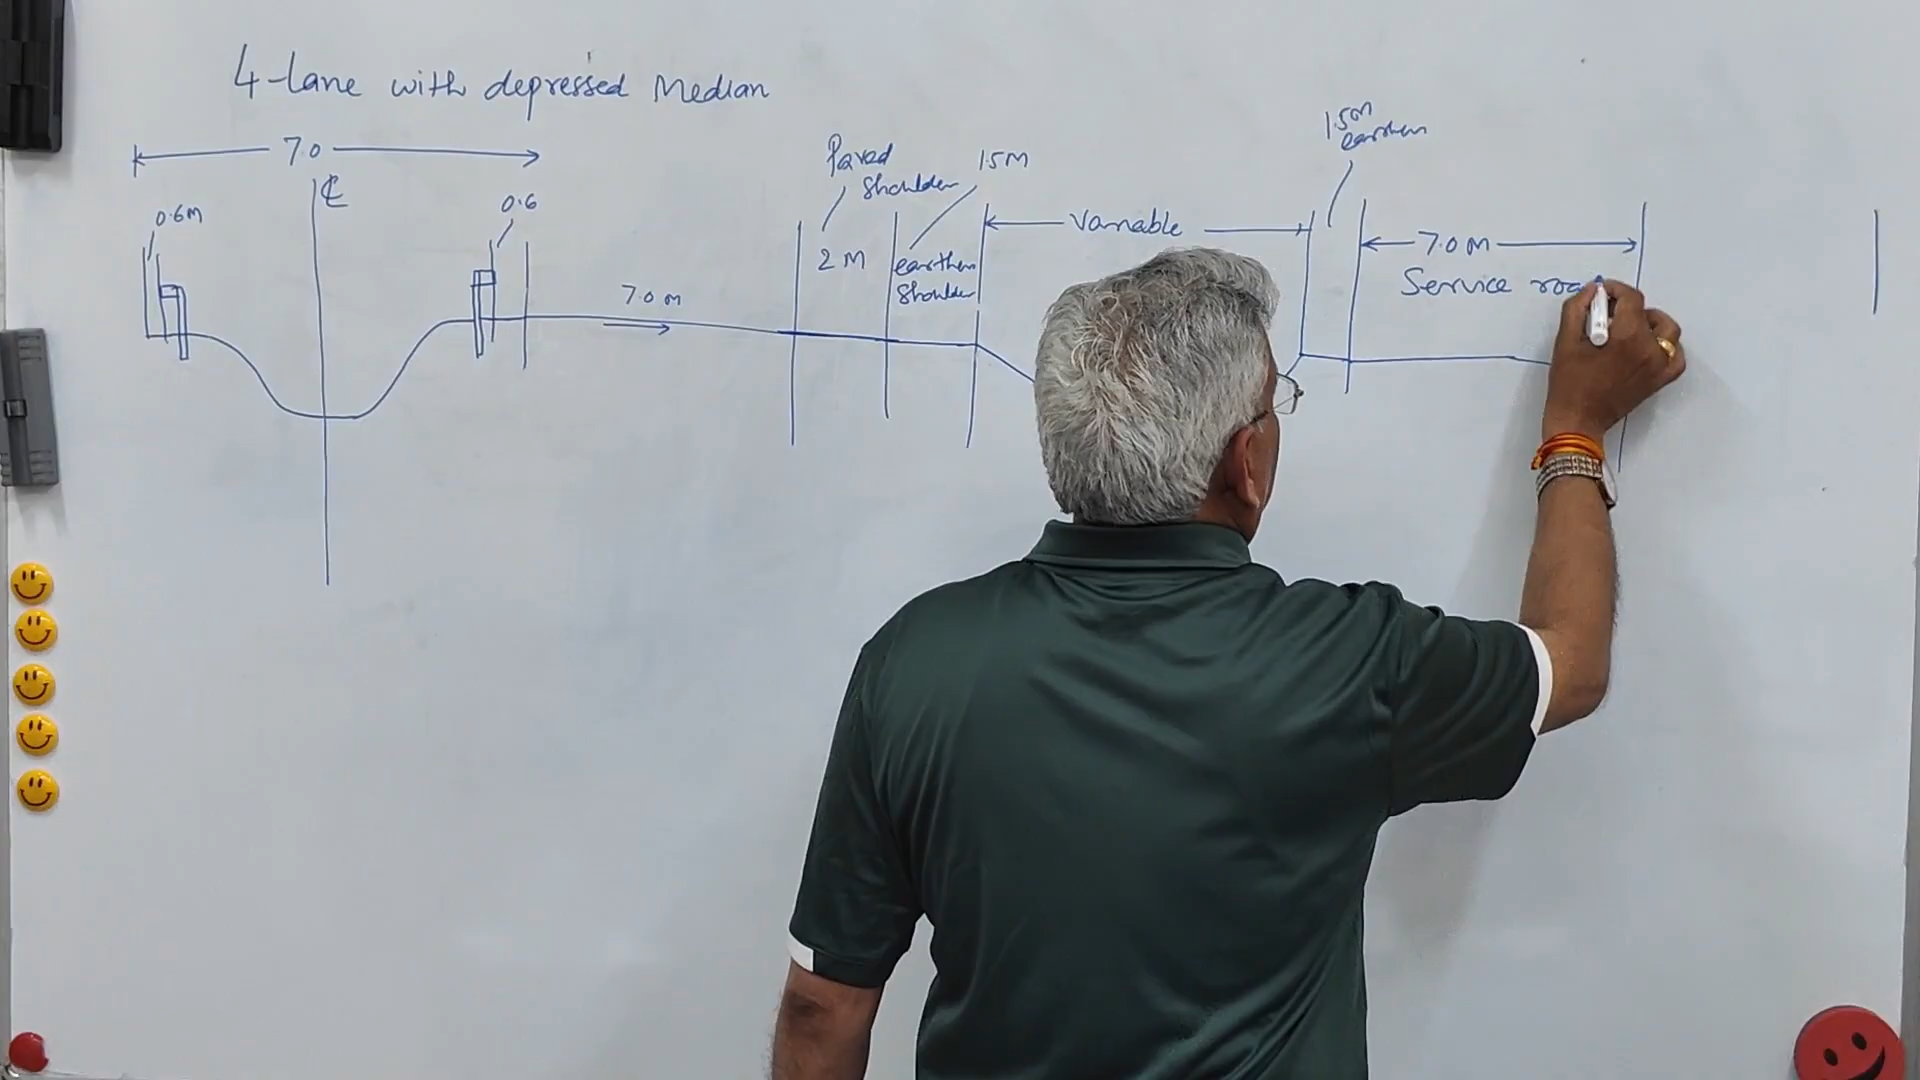 4-lane with depressed Median
7.0
℄
0.6M
0.6
7.0 M
Paved
Shoulder
2 M
1.5M
earthen
Shoulder
Variable
1.5M
earthen
7.0 M
Service roa